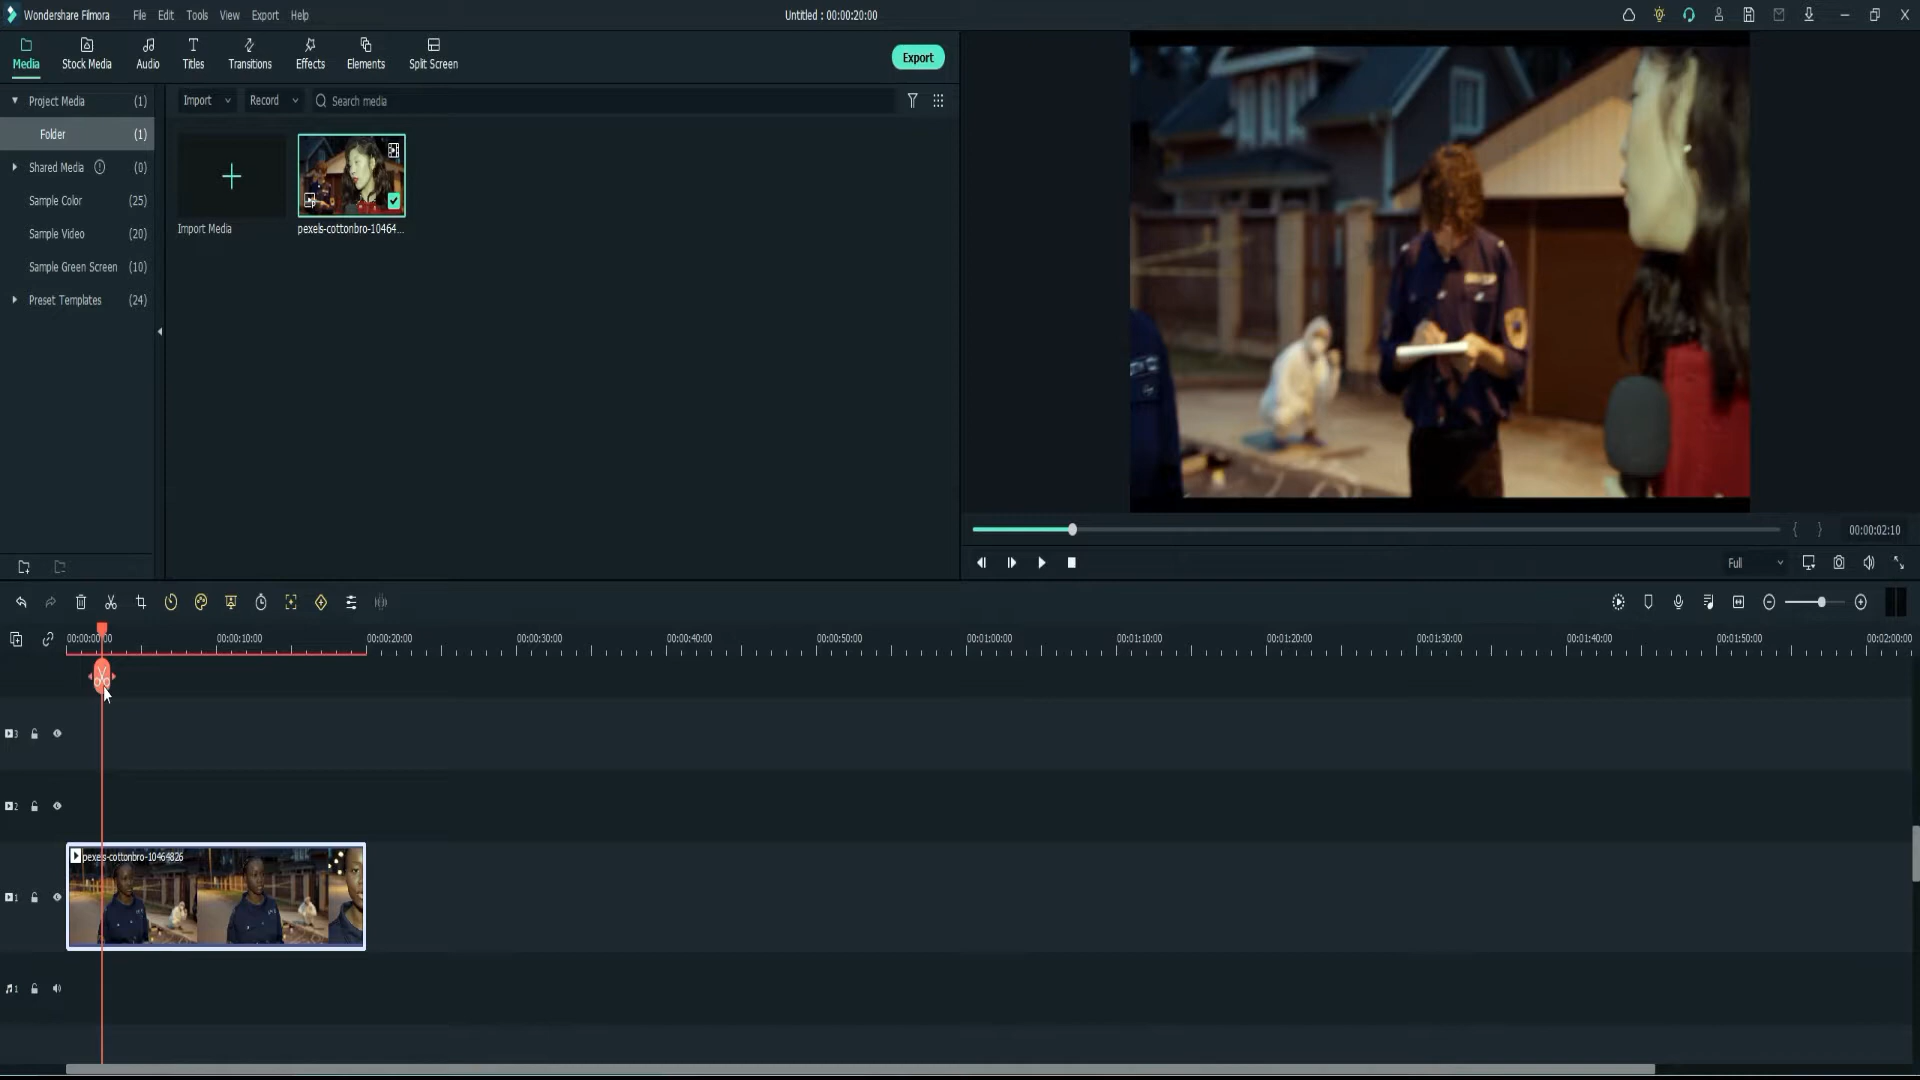 Wondershare Filmora File Edit Tools View Export Help Untitled : 00:00:20:00
Media Stock Media Audio Titles Transitions Effects Elements Split Screen Export
Project Media (1)
Folder (1)
Shared Media (0)
Sample Color (25)
Sample Video (20)
Sample Green Screen (10)
Preset Templates (24)
Import Record Search media
Import Media pexels-cottonbro-10464...
00:00:02:10
Full
00:00:00:00 00:00:10:00 00:00:20:00 00:00:30:00 00:00:40:00 00:00:50:00 00:01:00:00 00:01:10:00 00:01:20:00 00:01:30:00 00:01:40:00 00:01:50:00 00:02:00:00
3
2
pexels-cottonbro-10464826
1
1